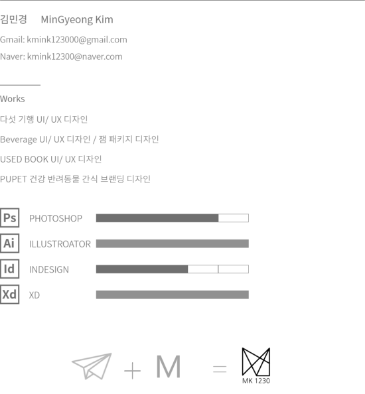 김민경 MinGyeong Kim
Gmail: kmink123000@gmail.com
Naver: kmink123@naver.com
Works
다섯 기행 UI/ UX 디자인
Beverage UI/ UX 디자인 / 잼 패키지 디자인
USED BOOK UI/ UX 디자인
PUPET 건강 반려동물 간식 브랜딩 디자인
Ps PHOTOSHOP
Ai ILLUSTROATOR
Id INDESIGN
Xd XD
+ M =
MK 1230